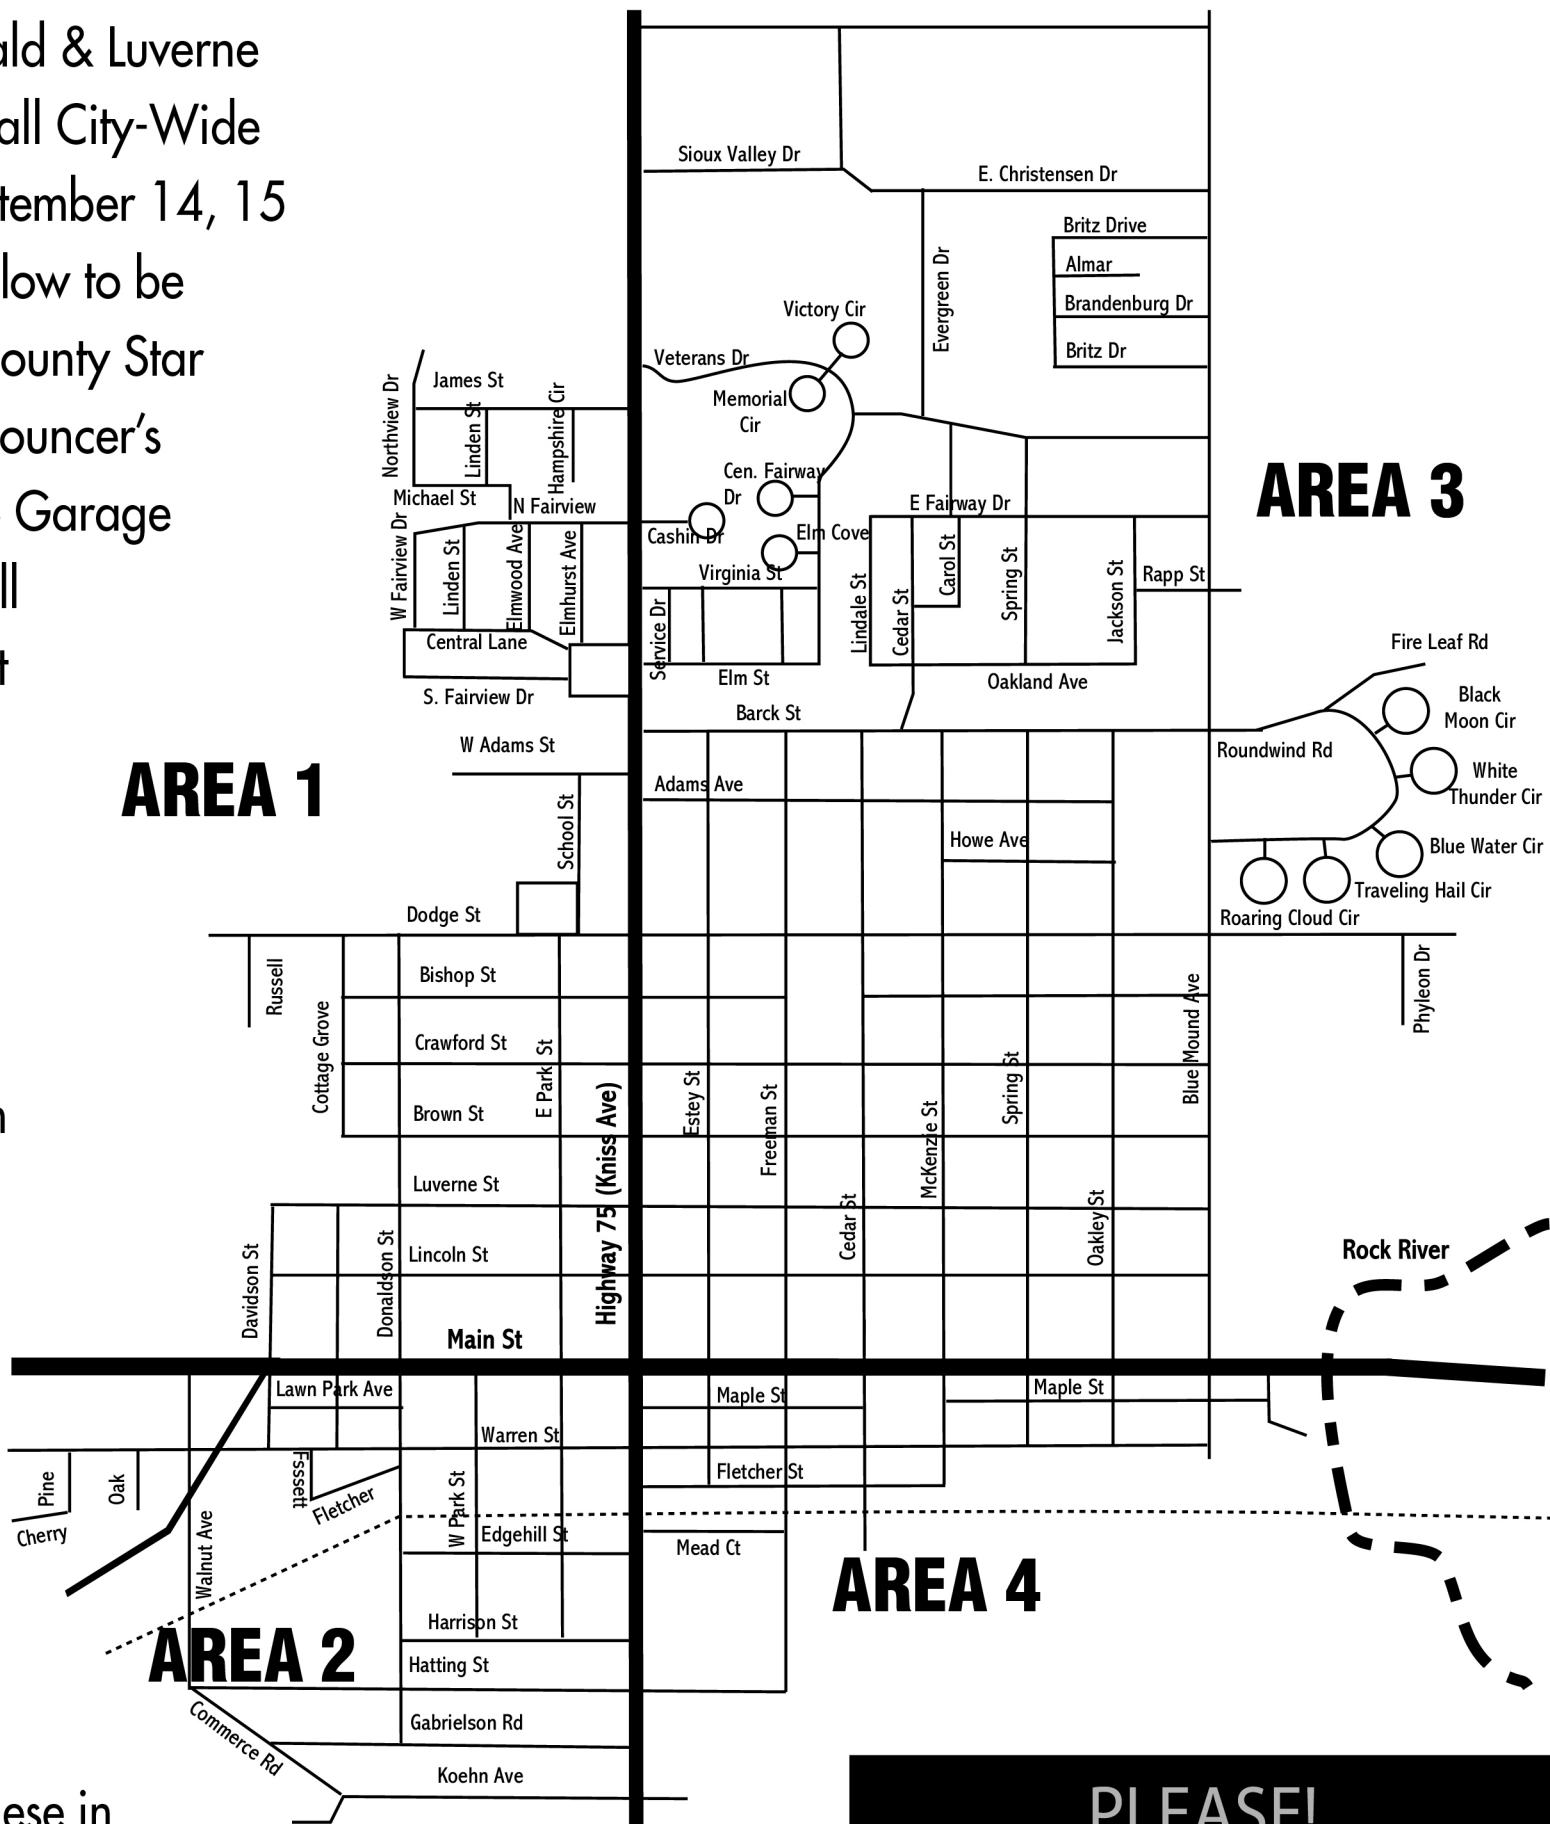 ald & Luverne
all City-Wide
tember 14, 15
low to be
ounty Star
ouncer's
Garage
ll
t
n
ese in
Sioux Valley Dr
E. Christensen Dr
Britz Drive
Almar
Brandenburg Dr
Britz Dr
Evergreen Dr
Victory Cir
Veterans Dr
Memorial
Cir
James St
Northview Dr
Linden St
Hampshire Cir
Michael St
N Fairview
Cen. Fairway
Dr
Cashin Dr
Elm Cove
E Fairway Dr
AREA 3
W Fairview Dr
Linden St
Elmwood Ave
Elmhurst Ave
Virginia St
Service Dr
Lindale St
Cedar St
Carol St
Spring St
Jackson St
Rapp St
Central Lane
S. Fairview Dr
Elm St
Oakland Ave
Fire Leaf Rd
Black
Moon Cir
Barck St
W Adams St
Roundwind Rd
White
Thunder Cir
AREA 1
Adams Ave
School St
Howe Ave
Blue Water Cir
Traveling Hail Cir
Roaring Cloud Cir
Dodge St
Russell
Bishop St
Phyleon Dr
Cottage Grove
Crawford St
E Park St
Blue Mound Ave
Brown St
Highway 75 (Kniss Ave)
Estey St
Freeman St
McKenzie St
Spring St
Luverne St
Cedar St
Oakley St
Davidson St
Donaldson St
Lincoln St
Rock River
Main St
Lawn Park Ave
Maple St
Maple St
Warren St
Pine
Oak
Fsssett
Fletcher
Fletcher St
Cherry
Walnut Ave
W Park St
Edgehill St
Mead Ct
AREA 4
Harrison St
AREA 2
Hatting St
Commerce Rd
Gabrielson Rd
Koehn Ave
PLEASE!